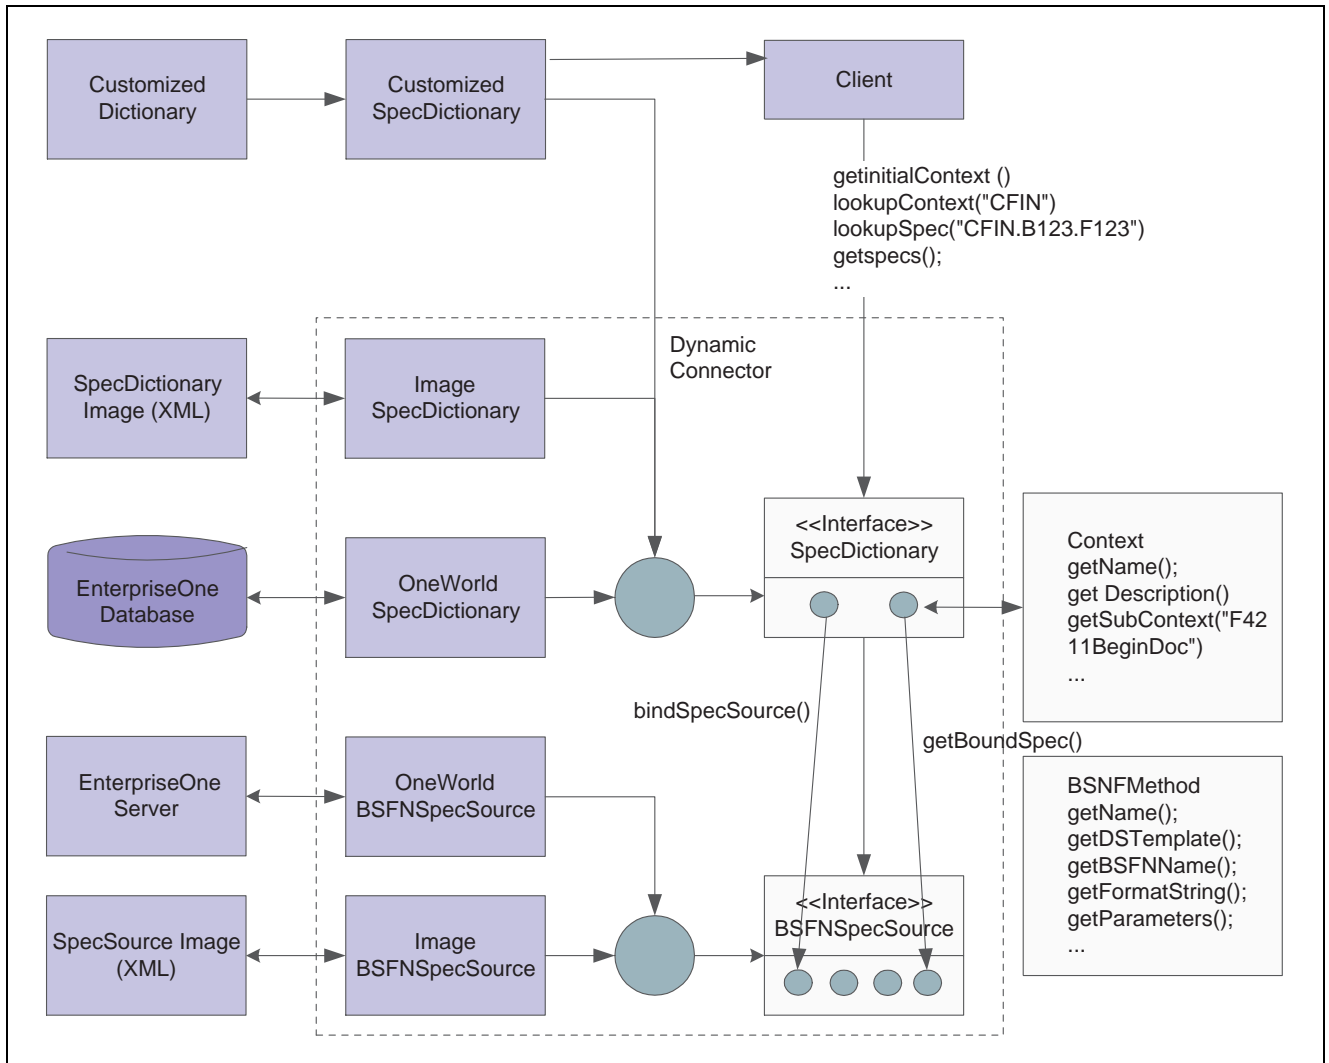 Customized
Dictionary
Customized
SpecDictionary
Client
getinitialContext ()
lookupContext("CFIN")
lookupSpec("CFIN.B123.F123")
getspecs();
...
Dynamic
Connector
SpecDictionary
Image (XML)
Image
SpecDictionary
EnterpriseOne
Database
OneWorld
SpecDictionary
<<Interface>>
SpecDictionary
Context
getName();
get Description()
getSubContext("F42
11BeginDoc")
...
bindSpecSource()
getBoundSpec()
EnterpriseOne
Server
OneWorld
BSFNSpecSource
BSNFMethod
getName();
getDSTemplate();
getBSFNName();
getFormatString();
getParameters();
...
SpecSource Image
(XML)
Image
BSFNSpecSource
<<Interface>>
BSFNSpecSource